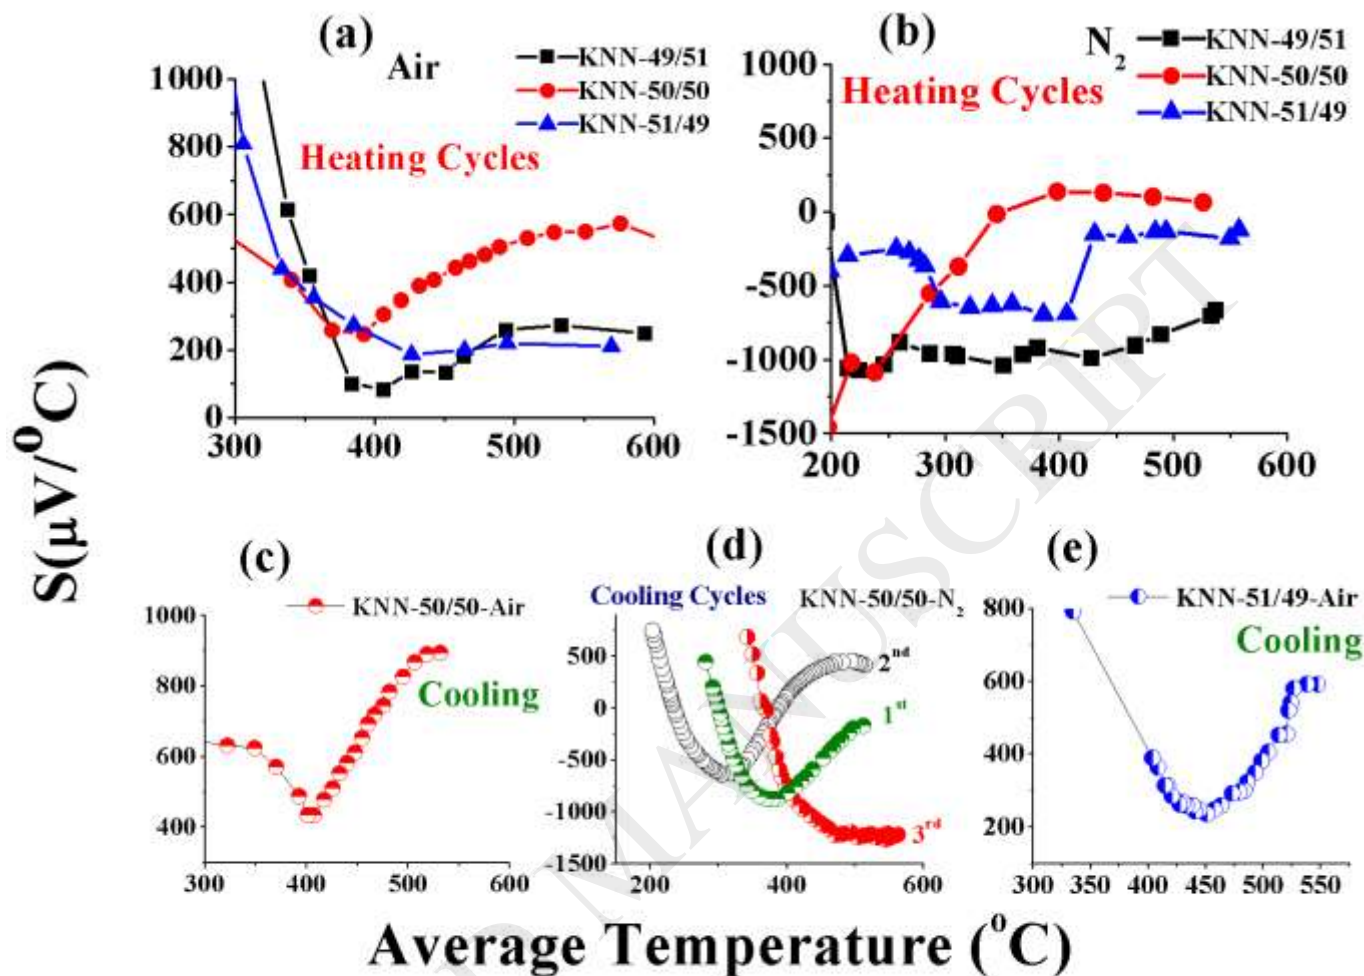 (a)
Air
KNN-49/51
KNN-50/50
KNN-51/49
Heating Cycles
1000
800
600
400
200
0
300
400
500
600
(b)
N2
KNN-49/51
KNN-50/50
KNN-51/49
Heating Cycles
1000
500
0
-500
-1000
-1500
200
300
400
500
600
S(μV/°C)
(c)
KNN-50/50-Air
Cooling
1000
800
600
400
300
400
500
600
(d)
Cooling Cycles
KNN-50/50-N2
2nd
1st
3rd
500
0
-500
-1000
-1500
200
400
600
(e)
KNN-51/49-Air
Cooling
800
600
400
200
300
350
400
450
500
550
Average Temperature (°C)
MANUSCRIPT